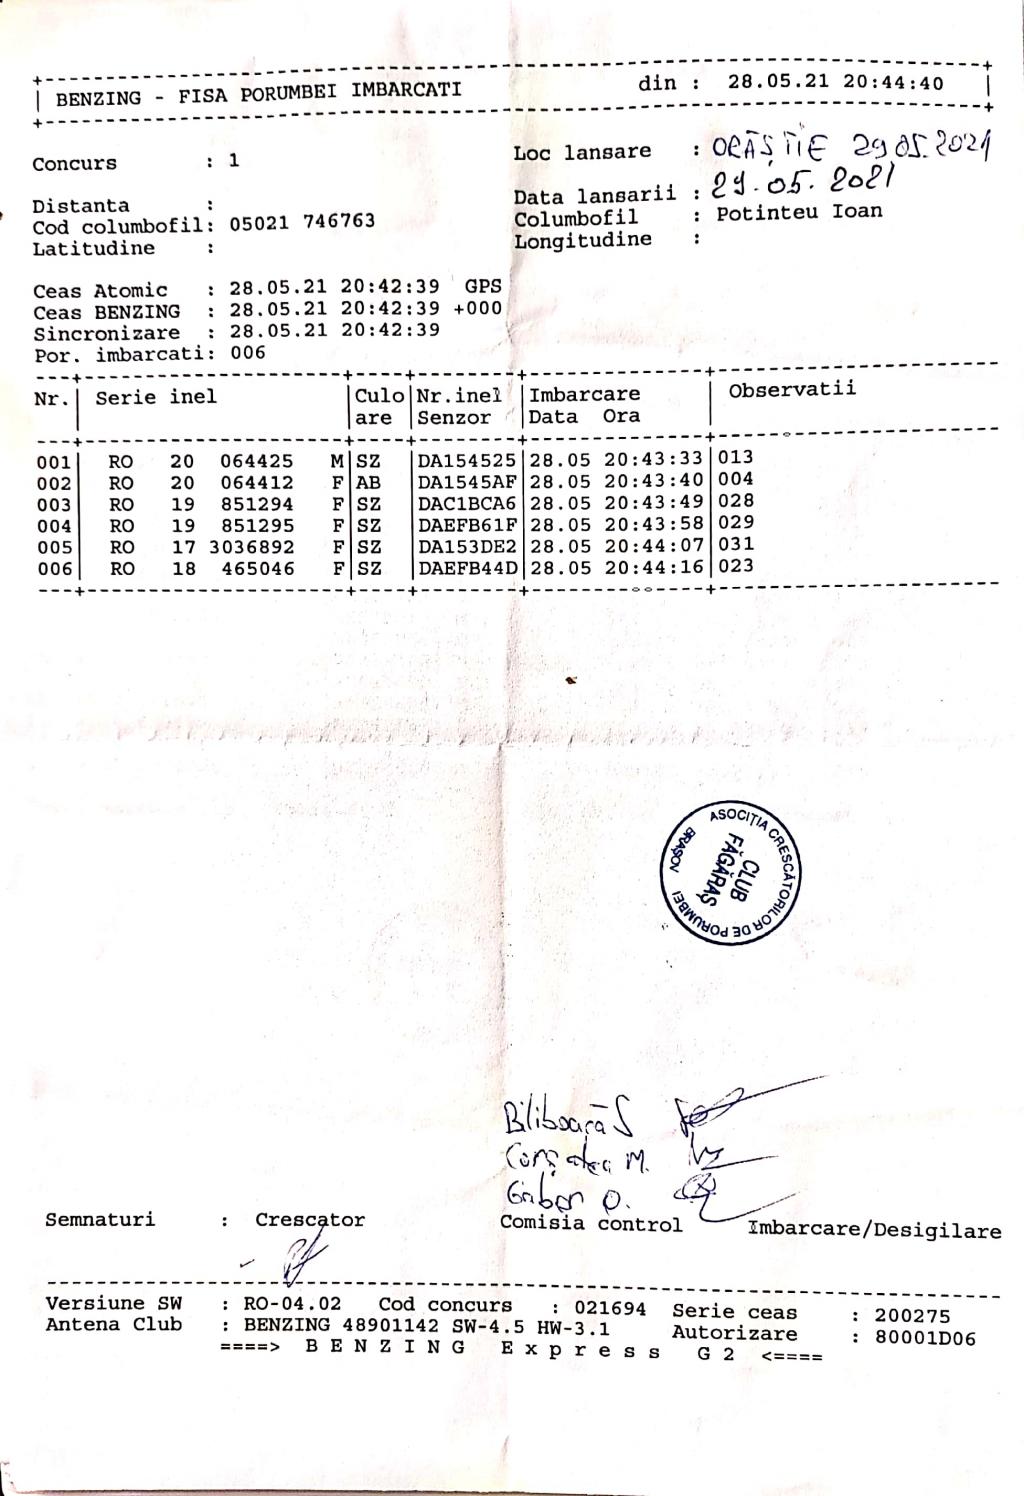 BENZING - FISA PORUMBEI IMBARCATI din : 28.05.21 20:44:40
Concurs : 1 Loc lansare : ORĂȘTIE 29.05.2021
Data lansarii : 29.05.2021
Distanta :
Cod columbofil: 05021 746763 Columbofil : Potinteu Ioan
Latitudine : Longitudine :
Ceas Atomic : 28.05.21 20:42:39 GPS
Ceas BENZING : 28.05.21 20:42:39 +000
Sincronizare : 28.05.21 20:42:39
Por. imbarcati: 006
Nr. Serie inel Culo Nr.inel Imbarcare Observatii
are Senzor Data Ora
001 RO 20 064425 M SZ DA154525 28.05 20:43:33 013
002 RO 20 064412 F AB DA1545AF 28.05 20:43:40 004
003 RO 19 851294 F SZ DAC1BCA6 28.05 20:43:49 028
004 RO 19 851295 F SZ DAEFB61F 28.05 20:43:58 029
005 RO 17 3036892 F SZ DA153DE2 28.05 20:44:07 031
006 RO 18 465046 F SZ DAEFB44D 28.05 20:44:16 023
ASOCIȚIA CRESCĂTORILOR DE PORUMBEI BRAȘOV
CLUB
FĂGĂRAȘ
Biliboacă S
M.
Gabor O.
Semnaturi : Crescator Comisia control Imbarcare/Desigilare
Versiune SW : RO-04.02 Cod concurs : 021694 Serie ceas : 200275
Antena Club : BENZING 48901142 SW-4.5 HW-3.1 Autorizare : 80001D06
====> B E N Z I N G E x p r e s s G 2 <====